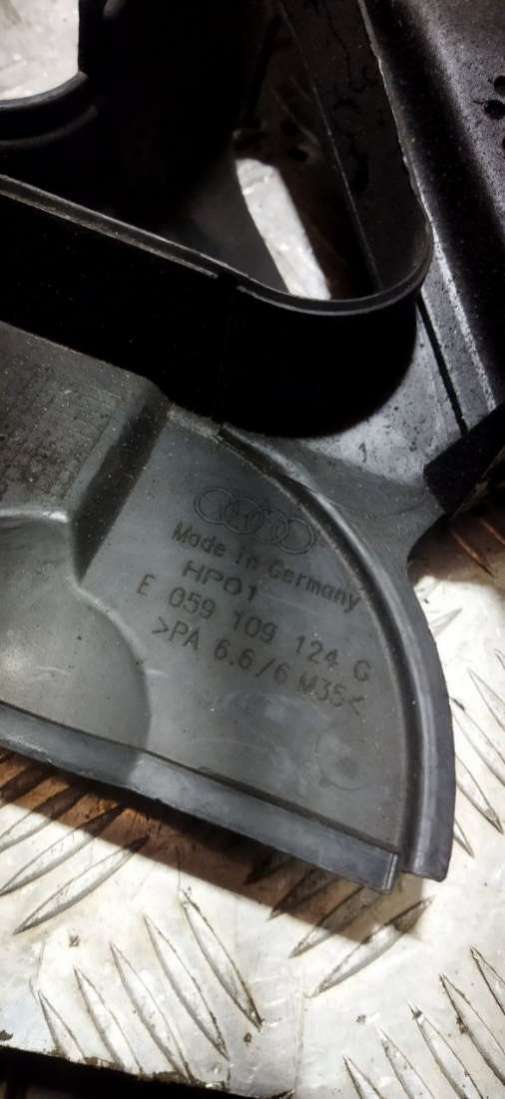 Made in Germany
HP01
E 059 109 124 G
>PA 6.6/6 M35<